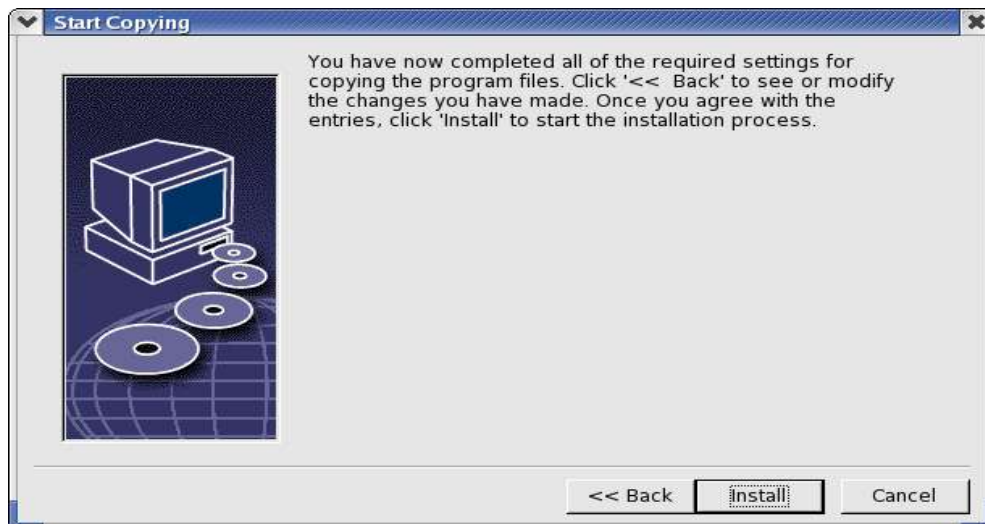 Start Copying
You have now completed all of the required settings for
copying the program files. Click '<< Back' to see or modify
the changes you have made. Once you agree with the
entries, click 'Install' to start the installation process.
<< Back
Install
Cancel